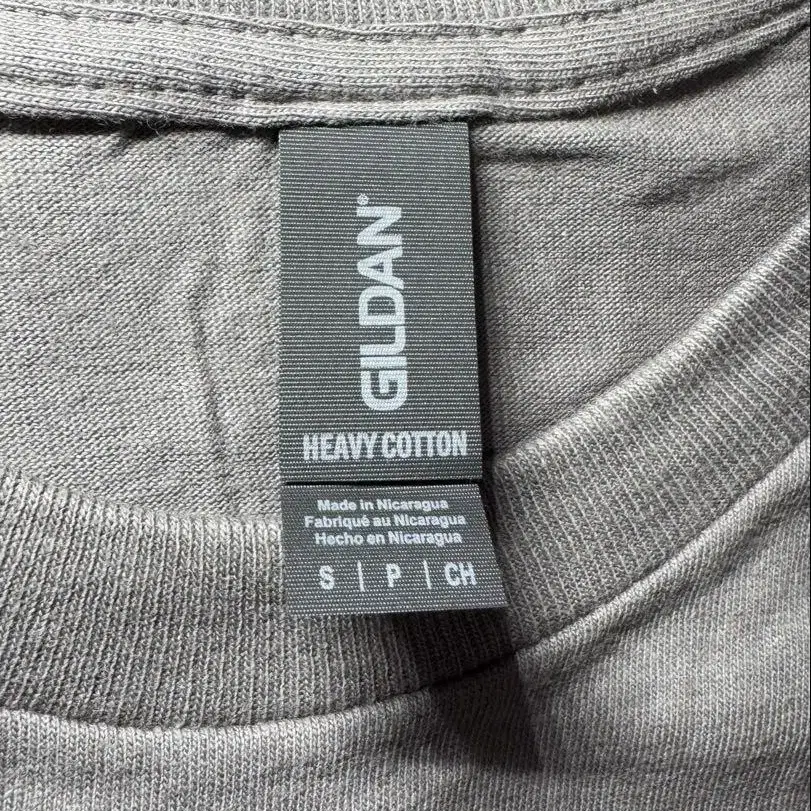 GILDAN®
HEAVY COTTON
Made in Nicaragua
Fabriqué au Nicaragua
Hecho en Nicaragua
S | P | CH